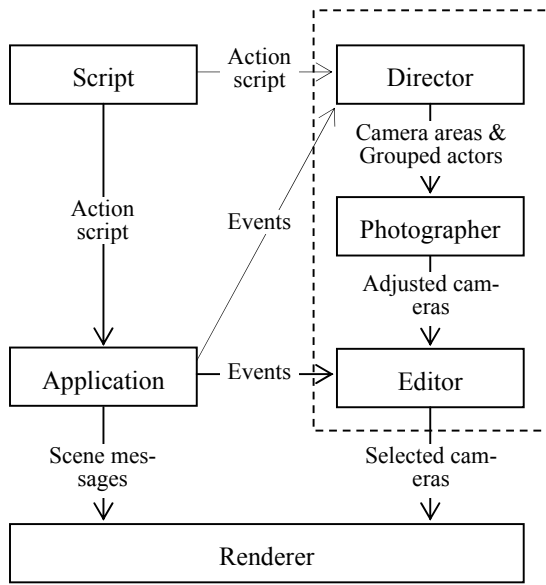 Script
Action
script
Director
Camera areas &
Grouped actors
Action
script
Events
Photographer
Adjusted cam-
eras
Application
Events
Editor
Scene mes-
sages
Selected cam-
eras
Renderer